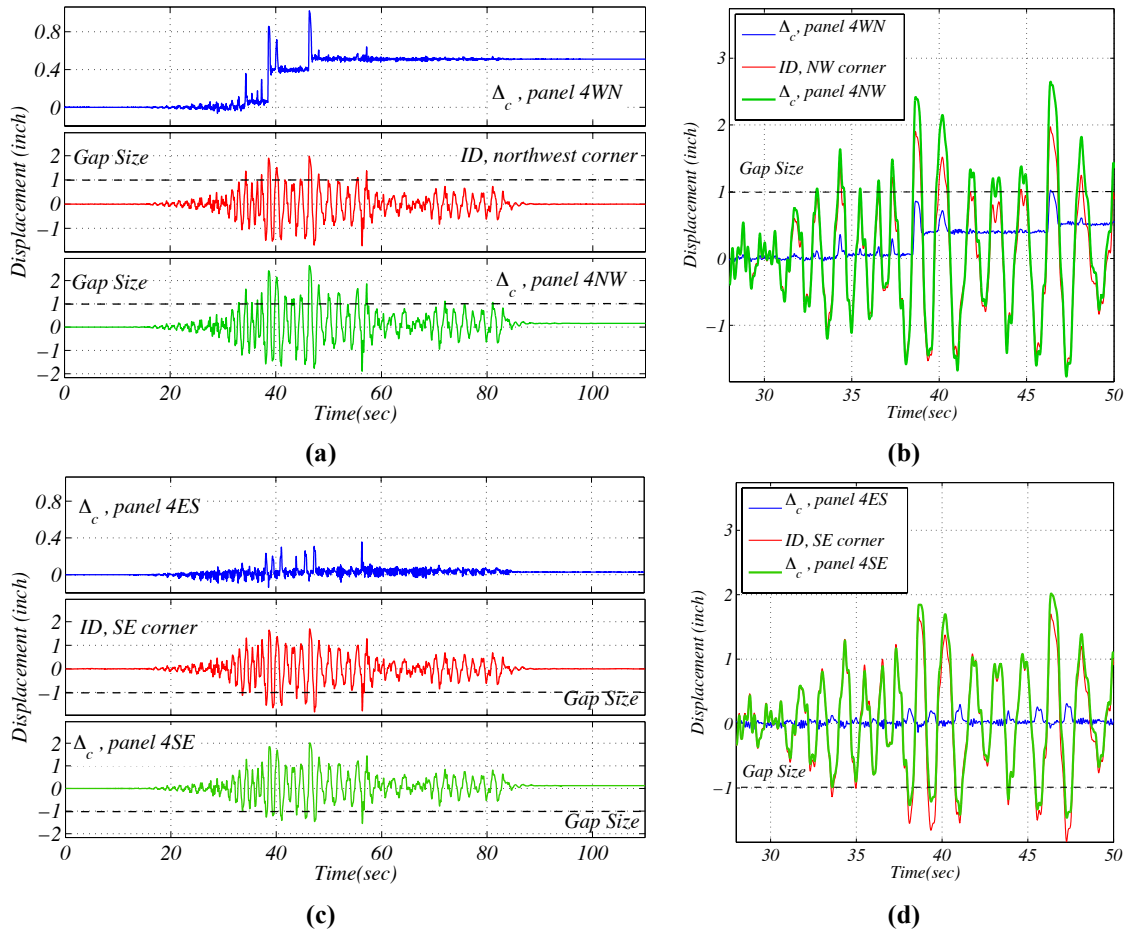 0.8
0.4
0
Δc , panel 4WN
Displacement (inch)
2
1
0
−1
Gap Size
ID, northwest corner
2
1
0
−1
−2
Gap Size
Δc , panel 4NW
0 20 40 60 80 100
Time(sec)
(a)
Δc , panel 4WN
ID, NW corner
Δc , panel 4NW
Displacement (inch)
3
2
1
0
−1
Gap Size
30 35 40 45 50
Time(sec)
(b)
0.8
0.4
0
Δc , panel 4ES
Displacement (inch)
2
1
0
−1
ID, SE corner
Gap Size
2
1
0
−1
−2
Δc , panel 4SE
Gap Size
0 20 40 60 80 100
Time(sec)
(c)
Δc , panel 4ES
ID, SE corner
Δc , panel 4SE
Displacement (inch)
3
2
1
0
−1
Gap Size
30 35 40 45 50
Time(sec)
(d)